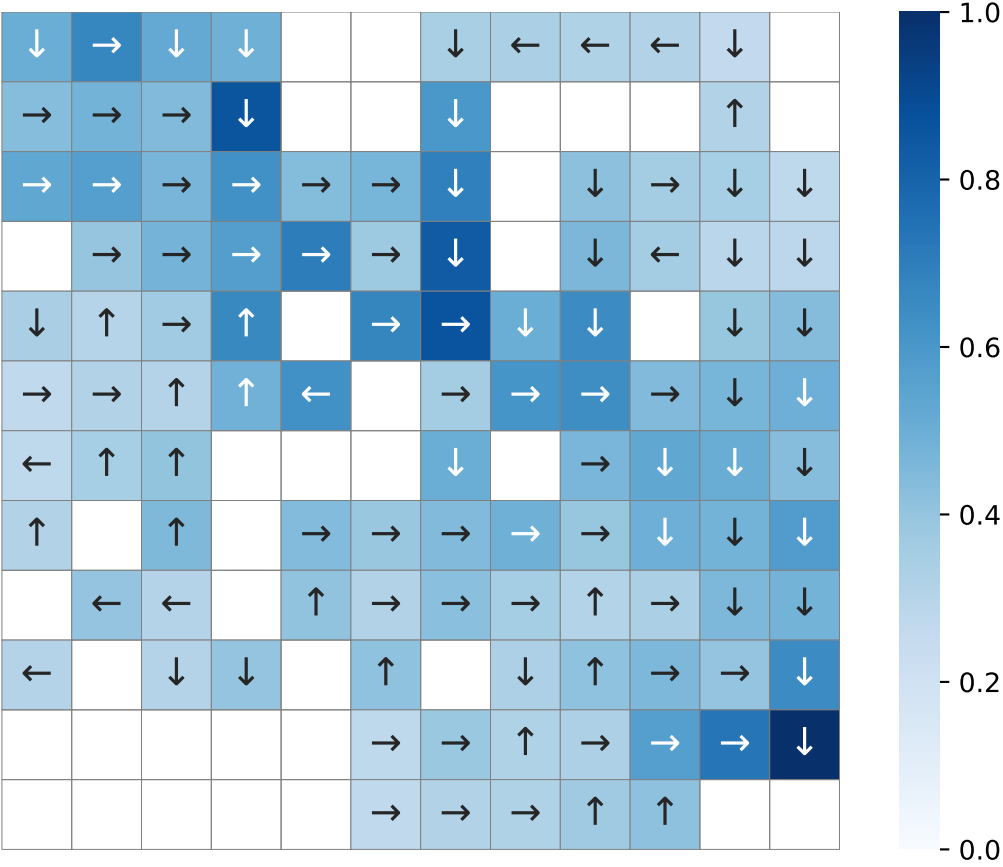 ↓ → ↓ ↓ ↓ ← ← ← ↓ 1.0
→ → → ↓ ↓ ↑
→ → → → → → ↓ ↓ → ↓ ↓ 0.8
→ → → → → ↓ ↓ ← ↓ ↓
↓ ↑ → ↑ → → ↓ ↓ ↓ ↓ 0.6
→ → ↑ ↑ ← → → → → ↓ ↓
← ↑ ↑ ↓ → ↓ ↓ ↓
↑ ↑ → → → → → ↓ ↓ ↓ 0.4
← ← ↑ → → → ↑ → ↓ ↓
← ↓ ↓ ↑ ↓ ↑ → → ↓ 0.2
→ → ↑ → → → ↓
→ → → ↑ ↑ 0.0